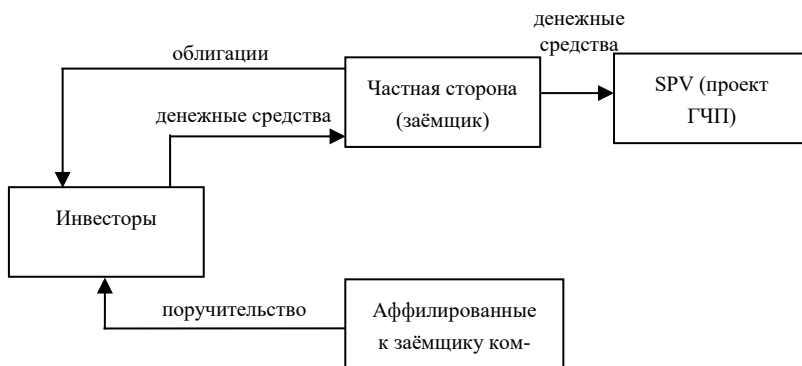 денежные
средства
облигации
Частная сторона
(заёмщик)
SPV (проект
ГЧП)
денежные средства
Инвесторы
поручительство
Аффилированные
к заёмщику ком-